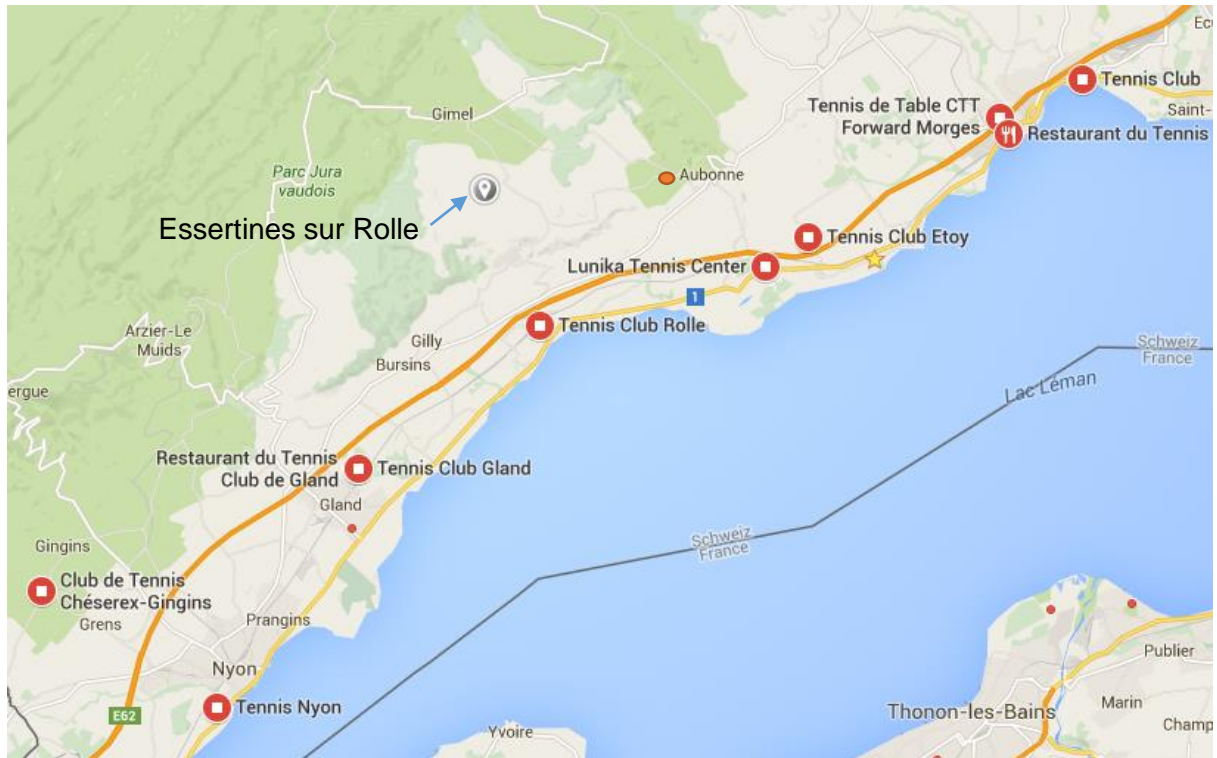 Ec
Tennis Club
Saint-
Tennis de Table CTT
Forward Morges
Restaurant du Tennis
Gimel
Parc Jura
vaudois
Aubonne
Essertines sur Rolle
Tennis Club Etoy
Lunika Tennis Center
1
Tennis Club Rolle
Arzier-Le
Muids
Gilly
Bursins
ergue
Schweiz
France
Lac Léman
Restaurant du Tennis
Club de Gland
Tennis Club Gland
Gland
Schweiz
France
Gingins
Club de Tennis
Chéserex-Gingins
Grens
Prangins
Nyon
Tennis Nyon
E62
Yvoire
Thonon-les-Bains
Publier
Marin
Champ